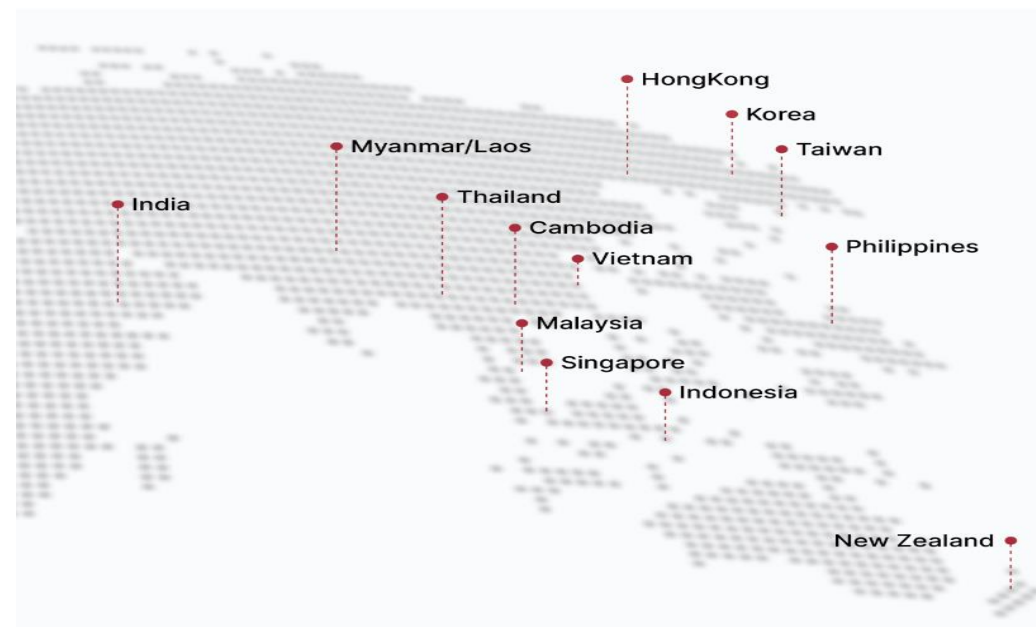 HongKong
Korea
Myanmar/Laos
Taiwan
Thailand
India
Cambodia
Philippines
Vietnam
Malaysia
Singapore
Indonesia
New Zealand